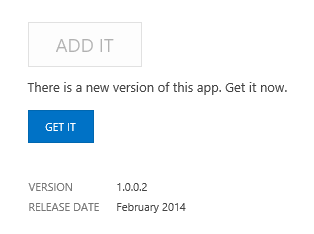 ADD IT
There is a new version of this app. Get it now.
GET IT
VERSION 1.0.0.2
RELEASE DATE February 2014